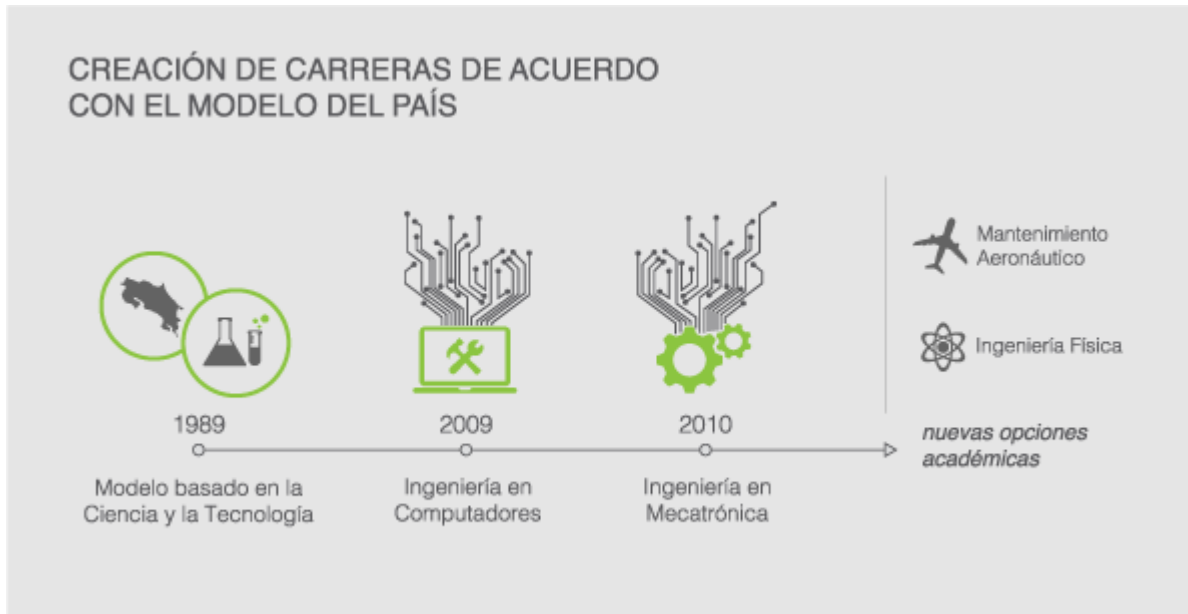 CREACIÓN DE CARRERAS DE ACUERDO
CON EL MODELO DEL PAÍS
1989
Modelo basado en la
Ciencia y la Tecnología
2009
Ingeniería en
Computadores
2010
Ingeniería en
Mecatrónica
Mantenimiento
Aeronáutico
Ingeniería Física
nuevas opciones
académicas